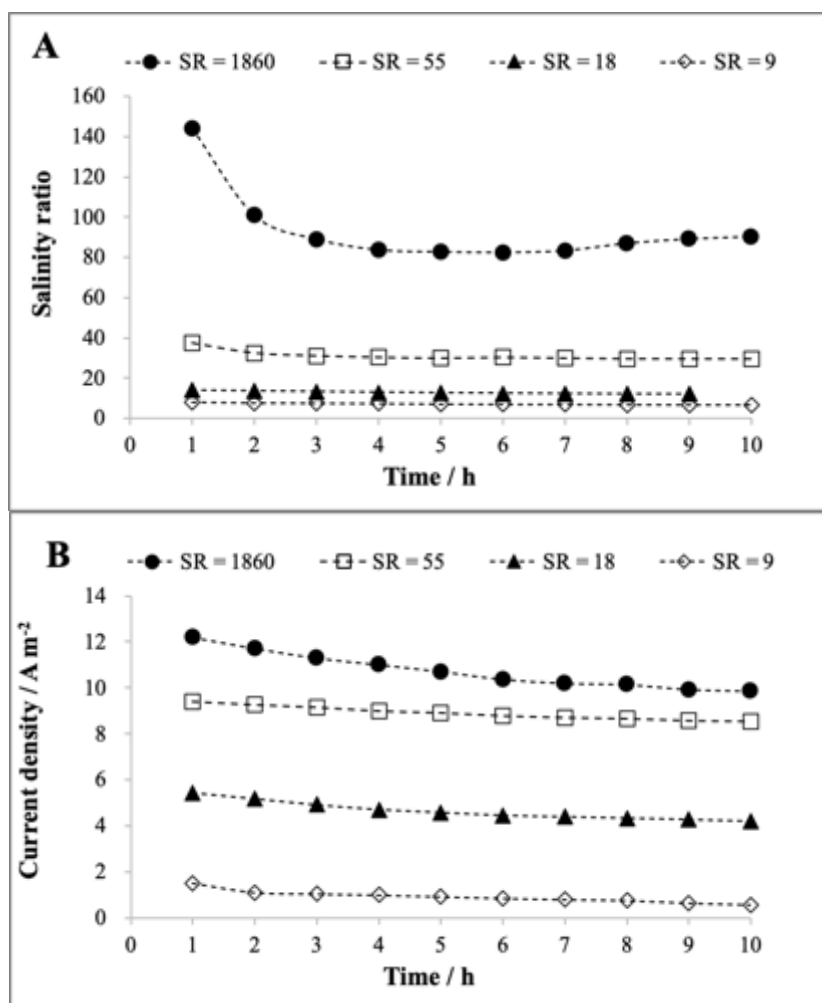 A
SR = 1860 SR = 55 SR = 18 SR = 9
160
140
120
100
80
60
40
20
0
Salinity ratio
0 1 2 3 4 5 6 7 8 9 10
Time / h
B
SR = 1860 SR = 55 SR = 18 SR = 9
14
12
10
8
6
4
2
0
Current density / A m⁻²
0 1 2 3 4 5 6 7 8 9 10
Time / h